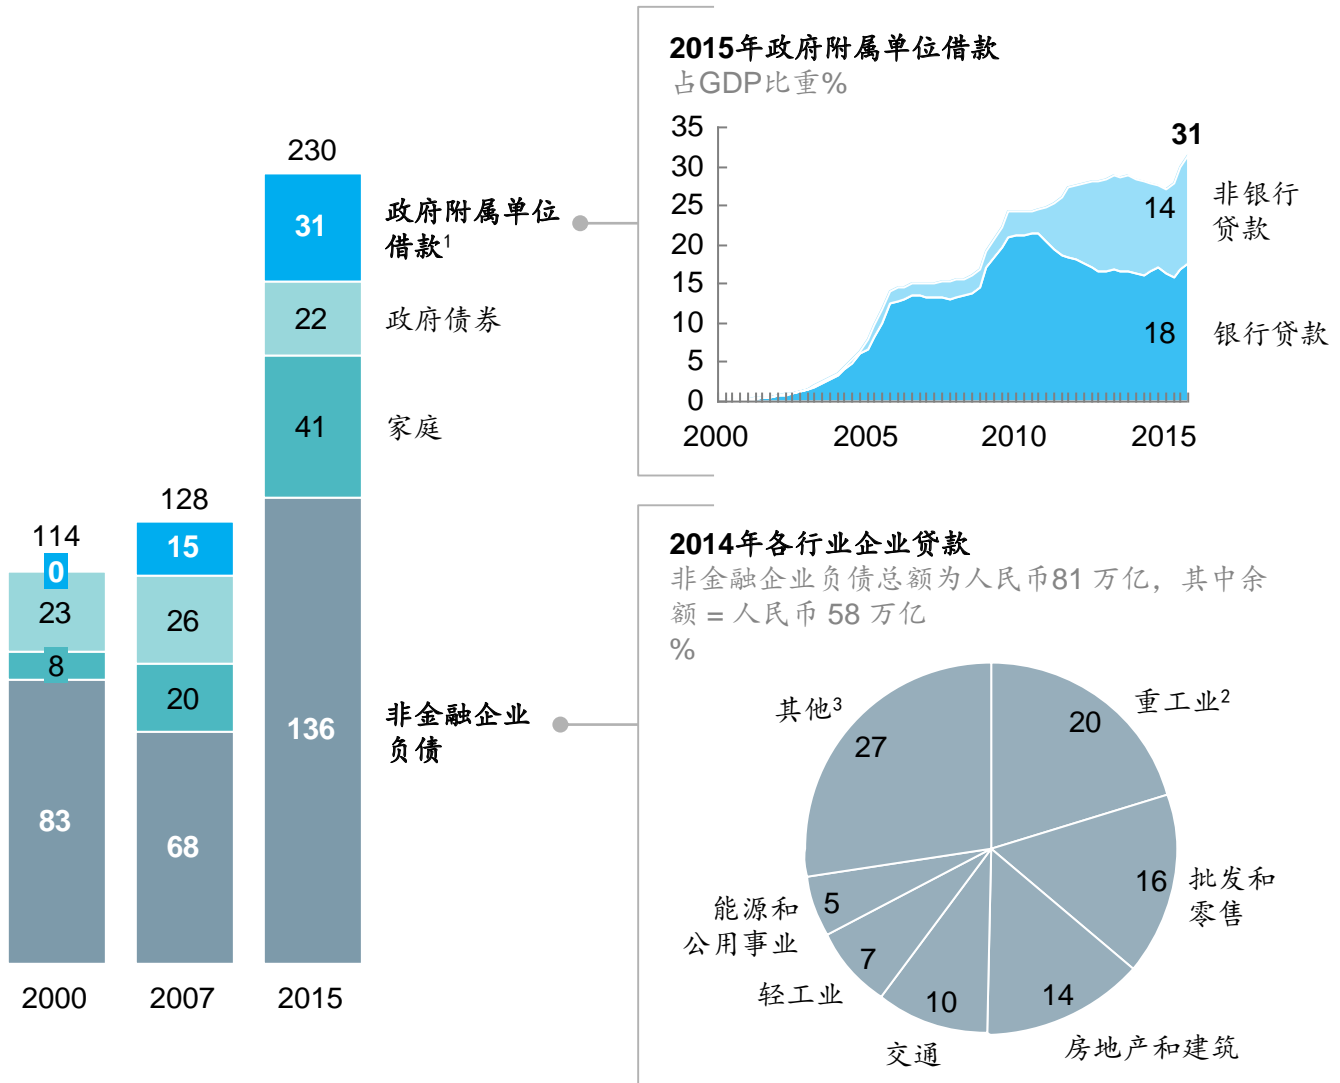 230
31
22
41
136
2015
128
15
26
20
68
2007
114
0
23
8
83
2000
政府附属单位
借款1
政府债券
家庭
非金融企业
负债
2015年政府附属单位借款
占GDP比重%
35
30
25
20
15
10
5
0
2000
2005
2010
2015
31
14
非银行
贷款
18
银行贷款
2014年各行业企业贷款
非金融企业负债总额为人民币81 万亿，其中余
额 = 人民币 58 万亿
%
其他3
27
重工业2
20
16
批发和
零售
14
房地产和建筑
10
交通
7
轻工业
5
能源和
公用事业